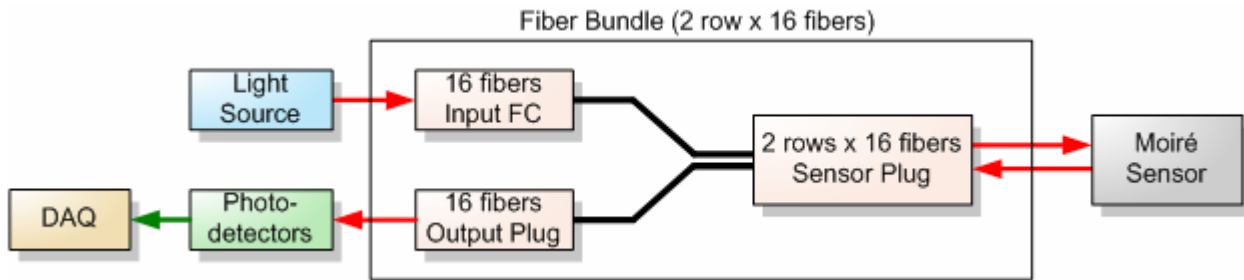 Fiber Bundle (2 row x 16 fibers)
Light
Source
16 fibers
Input FC
2 rows x 16 fibers
Sensor Plug
Moiré
Sensor
DAQ
Photo-
detectors
16 fibers
Output Plug